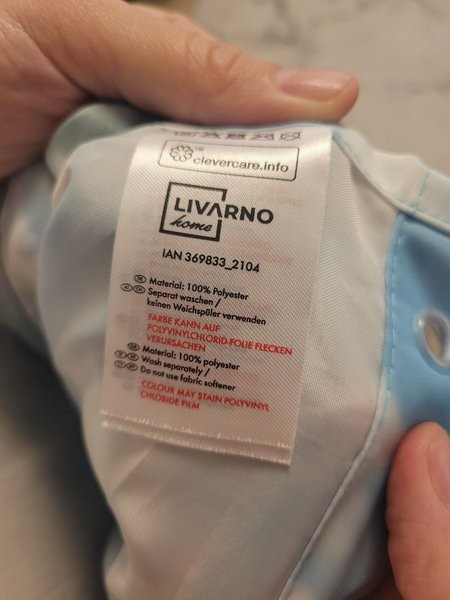 clevercare.info
LIVARNO
home
IAN 369833_2104
Material: 100% Polyester
Separat waschen /
keinen Weichspüler verwenden
FARBE KANN AUF
POLYVINYLCHLORID-FOLIE FLECKEN
VERURSACHEN
Material: 100% polyester
Wash separately /
Do not use fabric softener
COLOUR MAY STAIN POLYVINYL
CHLORIDE FILM